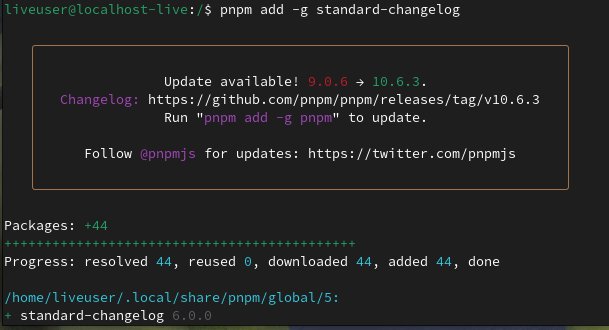 liveuser@localhost-live:/$ pnpm add -g standard-changelog
Update available! 9.0.6 → 10.6.3.
Changelog: https://github.com/pnpm/pnpm/releases/tag/v10.6.3
Run "pnpm add -g pnpm" to update.
Follow @pnpmjs for updates: https://twitter.com/pnpmjs
Packages: +44
++++++++++++++++++++++++++++++++++++++++++++
Progress: resolved 44, reused 0, downloaded 44, added 44, done
/home/liveuser/.local/share/pnpm/global/5:
+ standard-changelog 6.0.0